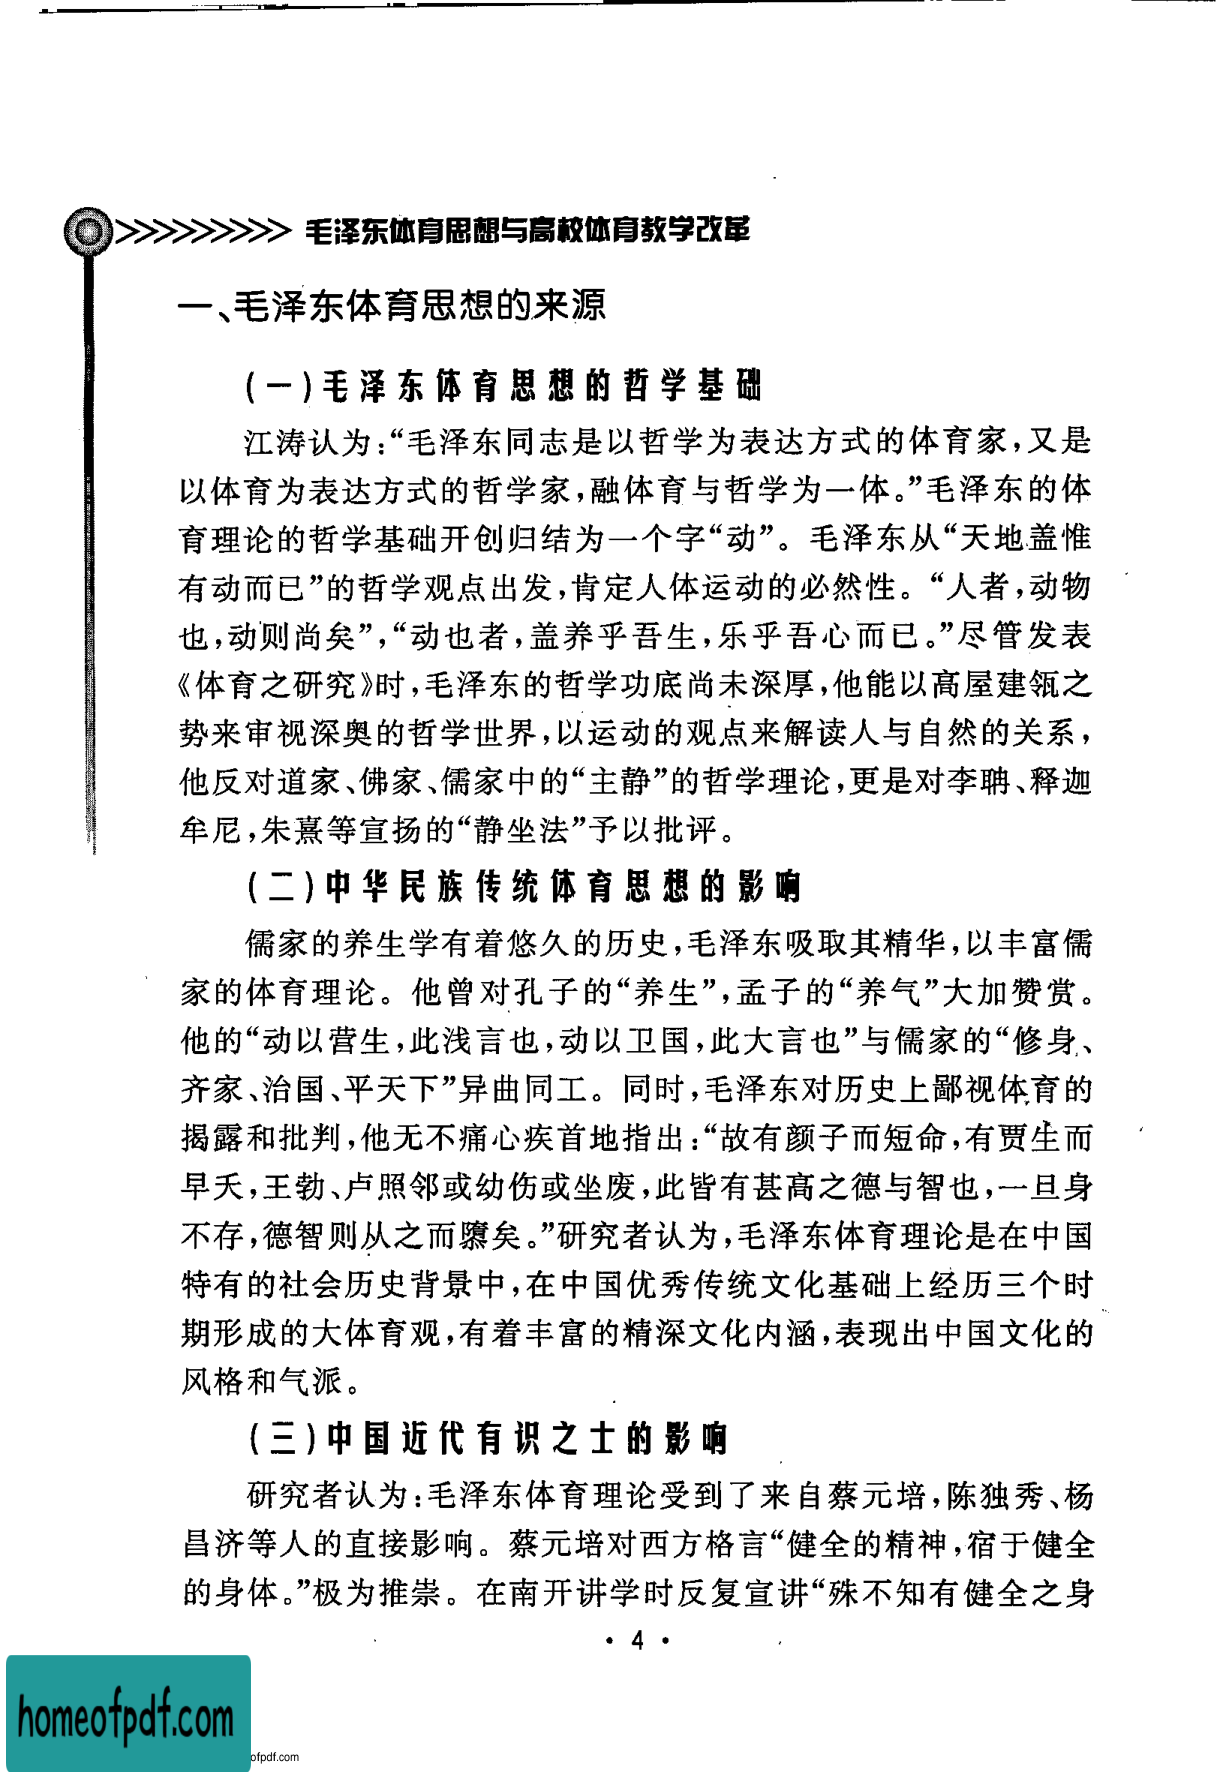 毛泽东体育思想与高校体育教学改革
一、毛泽东体育思想的来源
(一)毛泽东体育思想的哲学基础
江涛认为:“毛泽东同志是以哲学为表达方式的体育家,又是
以体育为表达方式的哲学家,融体育与哲学为一体。”毛泽东的体
育理论的哲学基础开创归结为一个字“动”。毛泽东从“天地盖惟
有动而已”的哲学观点出发,肯定人体运动的必然性。“人者,动物
也,动则尚矣”,“动也者,盖养乎吾生,乐乎吾心而已。”尽管发表
《体育之研究》时,毛泽东的哲学功底尚未深厚,他能以高屋建瓴之
势来审视深奥的哲学世界,以运动的观点来解读人与自然的关系,
他反对道家、佛家、儒家中的“主静”的哲学理论,更是对李聃、释迦
牟尼,朱熹等宣扬的“静坐法”予以批评。
(二)中华民族传统体育思想的影响
儒家的养生学有着悠久的历史,毛泽东吸取其精华,以丰富儒
家的体育理论。他曾对孔子的“养生”,孟子的“养气”大加赞赏。
他的“动以营生,此浅言也,动以卫国,此大言也”与儒家的“修身、
齐家、治国、平天下”异曲同工。同时,毛泽东对历史上鄙视体育的
揭露和批判,他无不痛心疾首地指出:“故有颜子而短命,有贾生而
早夭,王勃、卢照邻或幼伤或坐废,此皆有甚高之德与智也,一旦身
不存,德智则从之而隳矣。”研究者认为,毛泽东体育理论是在中国
特有的社会历史背景中,在中国优秀传统文化基础上经历三个时
期形成的大体育观,有着丰富的精深文化内涵,表现出中国文化的
风格和气派。
(三)中国近代有识之士的影响
研究者认为:毛泽东体育理论受到了来自蔡元培,陈独秀、杨
昌济等人的直接影响。蔡元培对西方格言“健全的精神,宿于健全
的身体。”极为推崇。在南开讲学时反复宣讲“殊不知有健全之身
• 4 •
homeofpdf.com
ofpdf.com